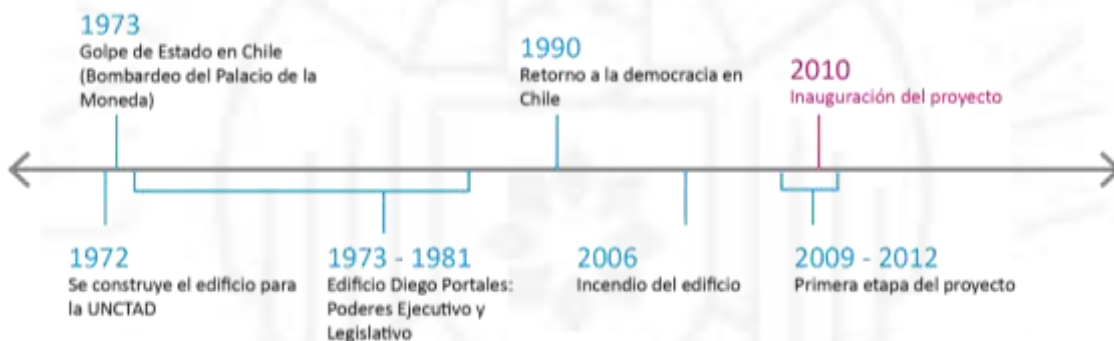 1973
Golpe de Estado en Chile
(Bombardeo del Palacio de la
Moneda)
1990
Retorno a la democracia en
Chile
2010
Inauguración del proyecto
1972
Se construye el edificio para
la UNCTAD
1973 - 1981
Edificio Diego Portales:
Poderes Ejecutivo y
Legislativo
2006
Incendio del edificio
2009 - 2012
Primera etapa del proyecto